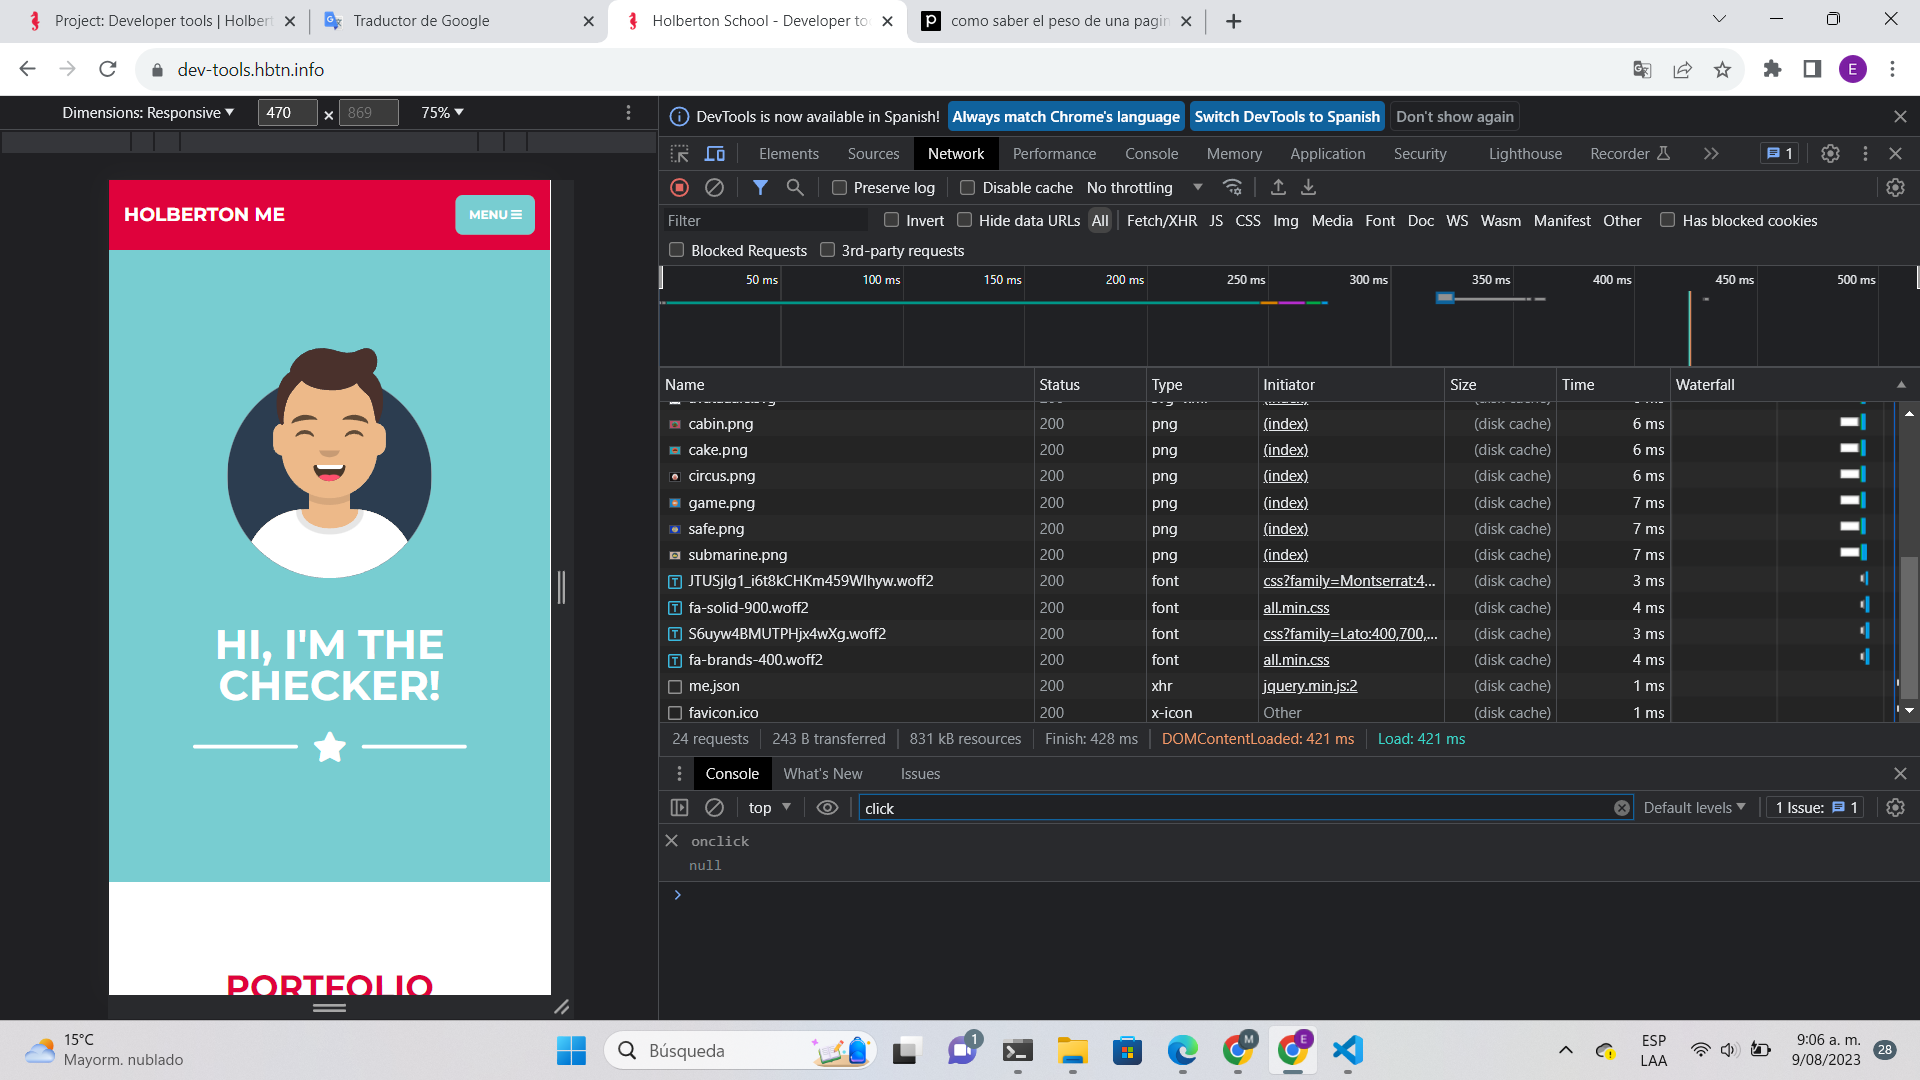 Project: Developer tools | Holbert
Traductor de Google
Holberton School - Developer to
como saber el peso de una pagin
dev-tools.hbtn.info
E
Dimensions: Responsive
470 × 869
75%
DevTools is now available in Spanish!
Always match Chrome's language
Switch DevTools to Spanish
Don't show again
Elements Sources Network Performance Console Memory Application Security Lighthouse Recorder
1
Preserve log Disable cache No throttling
Filter Invert Hide data URLs All Fetch/XHR JS CSS Img Media Font Doc WS Wasm Manifest Other Has blocked cookies
Blocked Requests 3rd-party requests
50 ms 100 ms 150 ms 200 ms 250 ms 300 ms 350 ms 400 ms 450 ms 500 ms
Name Status Type Initiator Size Time Waterfall
cabin.png 200 png (index) (disk cache) 6 ms
cake.png 200 png (index) (disk cache) 6 ms
circus.png 200 png (index) (disk cache) 6 ms
game.png 200 png (index) (disk cache) 7 ms
safe.png 200 png (index) (disk cache) 7 ms
submarine.png 200 png (index) (disk cache) 7 ms
JTUSjIg1_i6t8kCHKm459Wlhyw.woff2 200 font css?family=Montserrat:4... (disk cache) 3 ms
fa-solid-900.woff2 200 font all.min.css (disk cache) 4 ms
S6uyw4BMUTPHjx4wXg.woff2 200 font css?family=Lato:400,700,... (disk cache) 3 ms
fa-brands-400.woff2 200 font all.min.css (disk cache) 4 ms
me.json 200 xhr jquery.min.js:2 (disk cache) 1 ms
favicon.ico 200 x-icon Other (disk cache) 1 ms
24 requests 243 B transferred 831 kB resources Finish: 428 ms DOMContentLoaded: 421 ms Load: 421 ms
Console What's New Issues
top click Default levels 1 Issue: 1
onclick
null
HOLBERTON ME
MENU
HI, I'M THE
CHECKER!
PORTFOLIO
15°C
Mayorm. nublado
Búsqueda
1
M
E
ESP
LAA
9:06 a. m.
9/08/2023
28